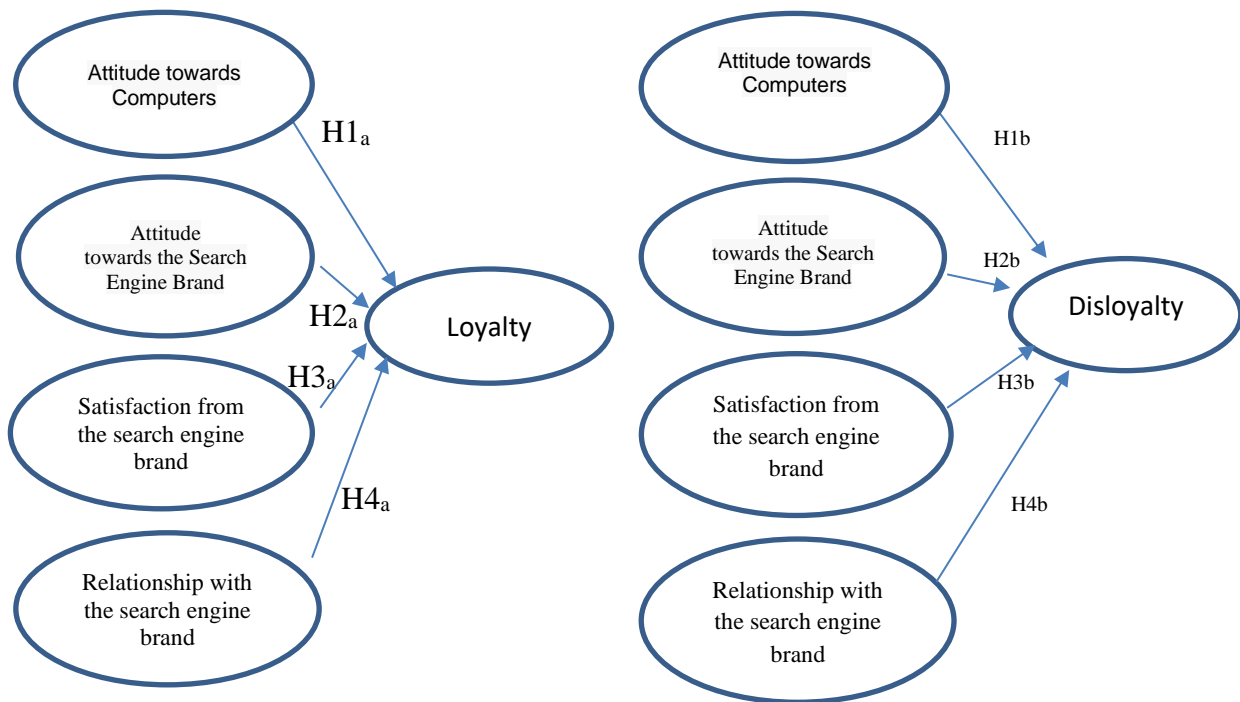 Attitude towards
Computers
H1a
Attitude
towards the Search
Engine Brand
H2a
Loyalty
H3a
Satisfaction from
the search engine
brand
H4a
Relationship with
the search engine
brand
Attitude towards
Computers
H1b
Attitude
towards the Search
Engine Brand
H2b
Disloyalty
Satisfaction from
the search engine
brand
H3b
H4b
Relationship with
the search engine
brand